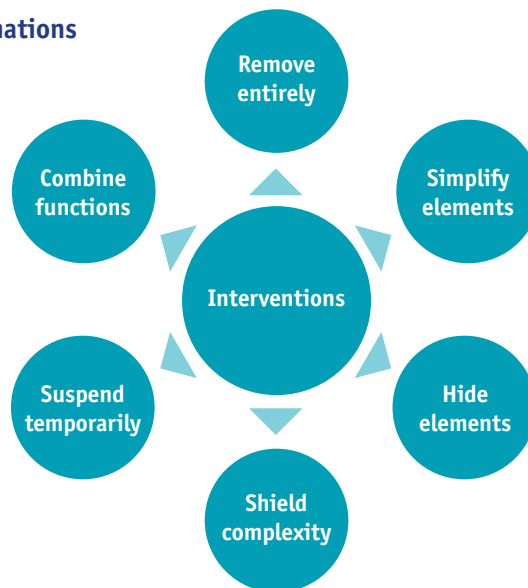 nations
Remove
entirely
Combine
functions
Simplify
elements
Interventions
Suspend
temporarily
Hide
elements
Shield
complexity